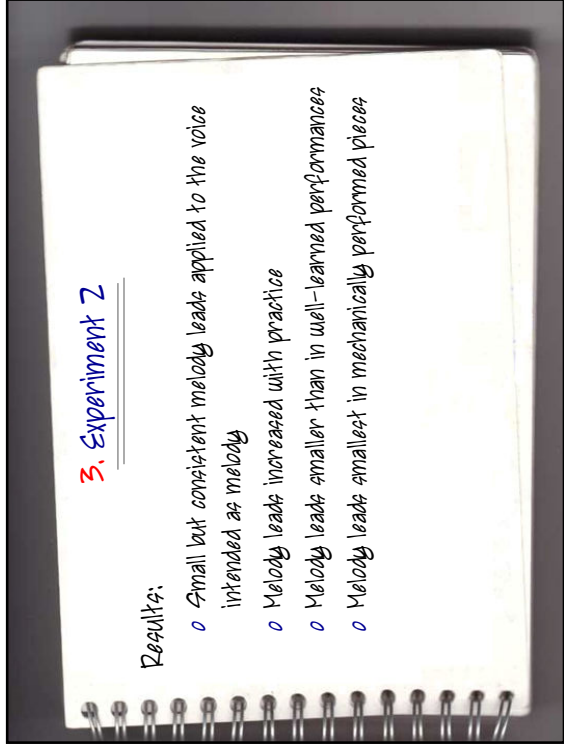 3. Experiment 2
Results:
o Small but consistent melody leads applied to the voice
intended as melody
o Melody leads increased with practice
o Melody leads smaller than in well-learned performances
o Melody leads smallest in mechanically performed pieces